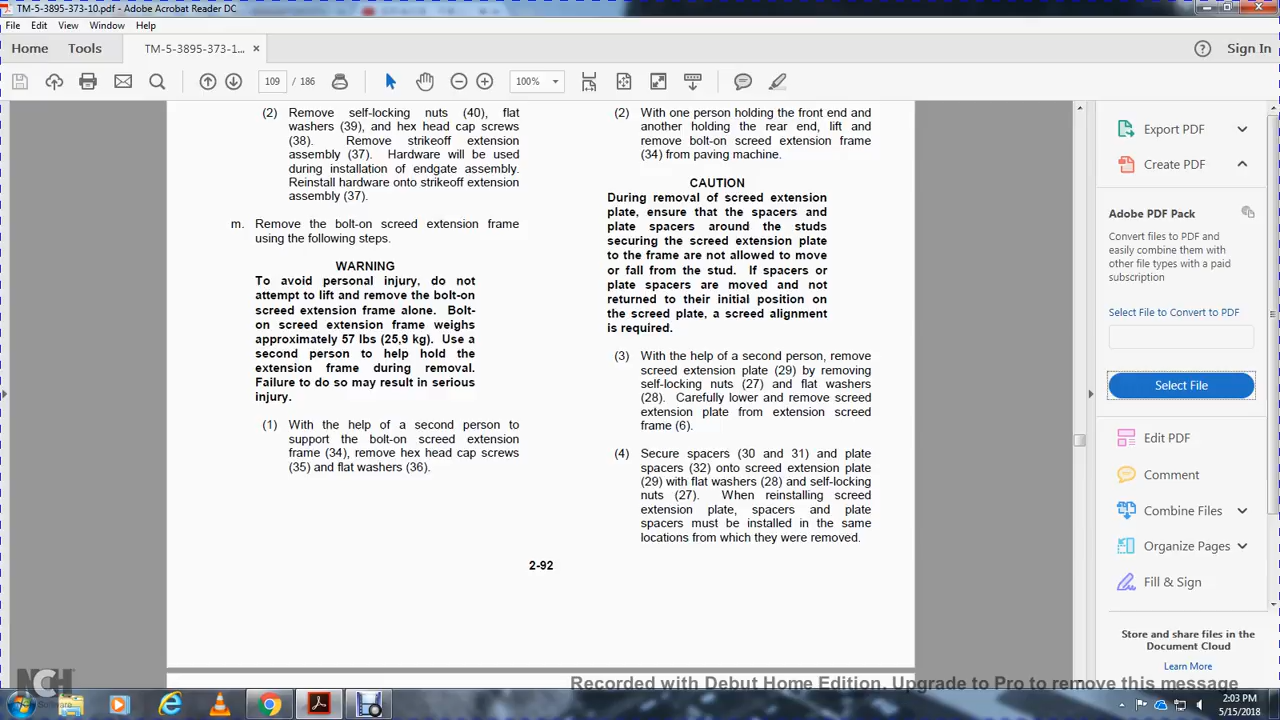 TM-5-3895-373-10.pdf - Adobe Acrobat Reader DC
File Edit View Window Help
Home Tools TM-5-3895-373-1... × Sign In
109 / 186 100%
(2) Remove self-locking nuts (40), flat
washers (39), and hex head cap screws
(38). Remove strikeoff extension
assembly (37). Hardware will be used
during installation of endgate assembly.
Reinstall hardware onto strikeoff extension
assembly (37).
m. Remove the bolt-on screed extension frame
using the following steps.
WARNING
To avoid personal injury, do not
attempt to lift and remove the bolt-on
screed extension frame alone. Bolt-
on screed extension frame weighs
approximately 57 lbs (25,9 kg). Use a
second person to help hold the
extension frame during removal.
Failure to do so may result in serious
injury.
(1) With the help of a second person to
support the bolt-on screed extension
frame (34), remove hex head cap screws
(35) and flat washers (36).
(2) With one person holding the front end and
another holding the rear end, lift and
remove bolt-on screed extension frame
(34) from paving machine.
CAUTION
During removal of screed extension
plate, ensure that the spacers and
plate spacers around the studs
securing the screed extension plate
to the frame are not allowed to move
or fall from the stud. If spacers or
plate spacers are moved and not
returned to their initial position on
the screed plate, a screed alignment
is required.
(3) With the help of a second person, remove
screed extension plate (29) by removing
self-locking nuts (27) and flat washers
(28). Carefully lower and remove screed
extension plate from extension screed
frame (6).
(4) Secure spacers (30 and 31) and plate
spacers (32) onto screed extension plate
(29) with flat washers (28) and self-locking
nuts (27). When reinstalling screed
extension plate, spacers and plate
spacers must be installed in the same
locations from which they were removed.
2-92
Export PDF
Create PDF
Adobe PDF Pack
Convert files to PDF and
easily combine them with
other file types with a paid
subscription
Select File to Convert to PDF
Select File
Edit PDF
Comment
Combine Files
Organize Pages
Fill & Sign
Store and share files in the
Document Cloud
Learn More
NCH
Software
Recorded with Debut Home Edition. Upgrade to Pro to remove this message
2:03 PM
5/15/2018